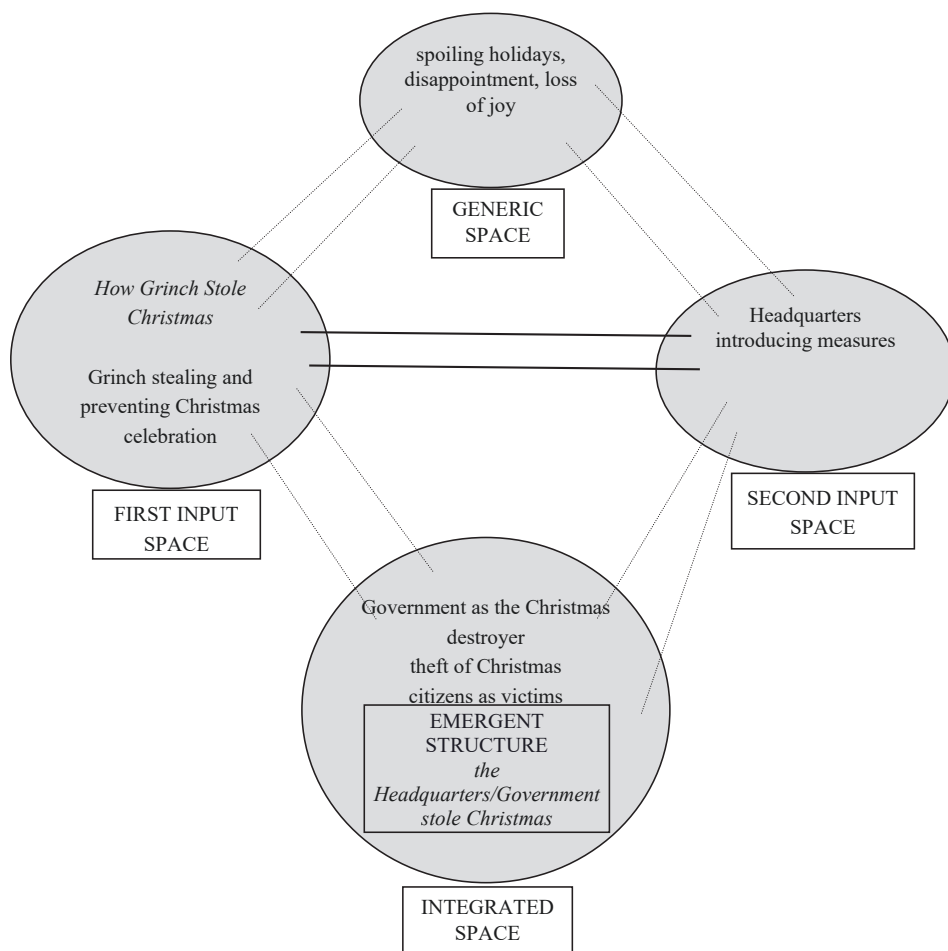 spoiling holidays,
disappointment, loss
of joy
GENERIC
SPACE
How Grinch Stole
Christmas
Grinch stealing and
preventing Christmas
celebration
FIRST INPUT
SPACE
Headquarters
introducing measures
SECOND INPUT
SPACE
Government as the Christmas
destroyer
theft of Christmas
citizens as victims
EMERGENT
STRUCTURE
the
Headquarters/Government
stole Christmas
INTEGRATED
SPACE